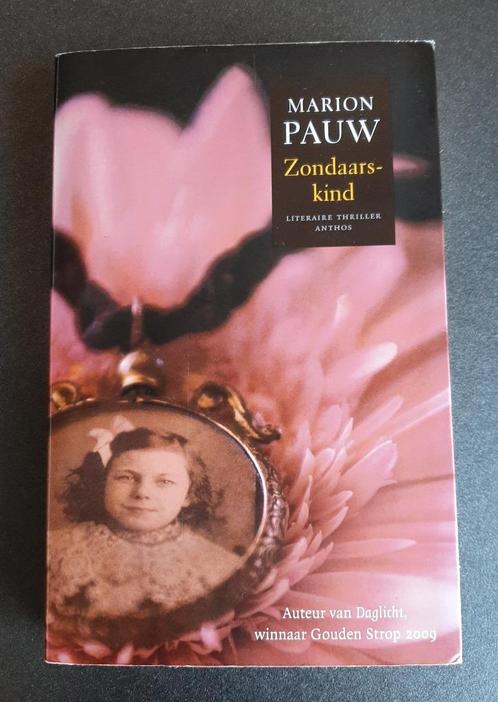 MARION
PAUW
Zondaars-
kind
LITERAIRE THRILLER
ANTHOS
Auteur van Daglicht,
winnaar Gouden Strop 2009